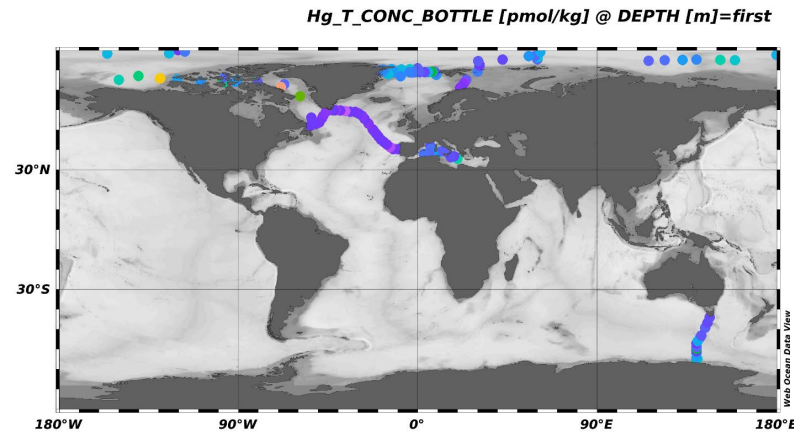 Hg_T_CONC_BOTTLE [pmol/kg] @ DEPTH [m]=first
30°N
30°S
Web Ocean Data View
180°W 90°W 0° 90°E 180°E